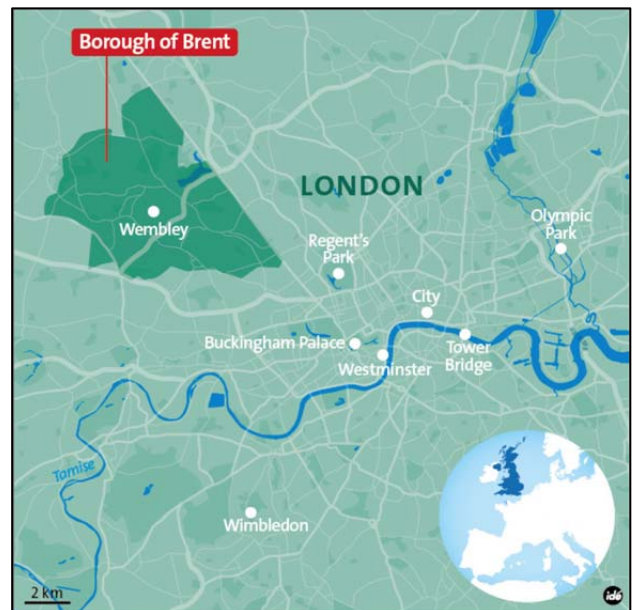 Borough of Brent
LONDON
Wembley
Regent's
Park
Olympic
Park
City
Buckingham Palace
Tower
Bridge
Westminster
Tamise
Wimbledon
2 km
idé